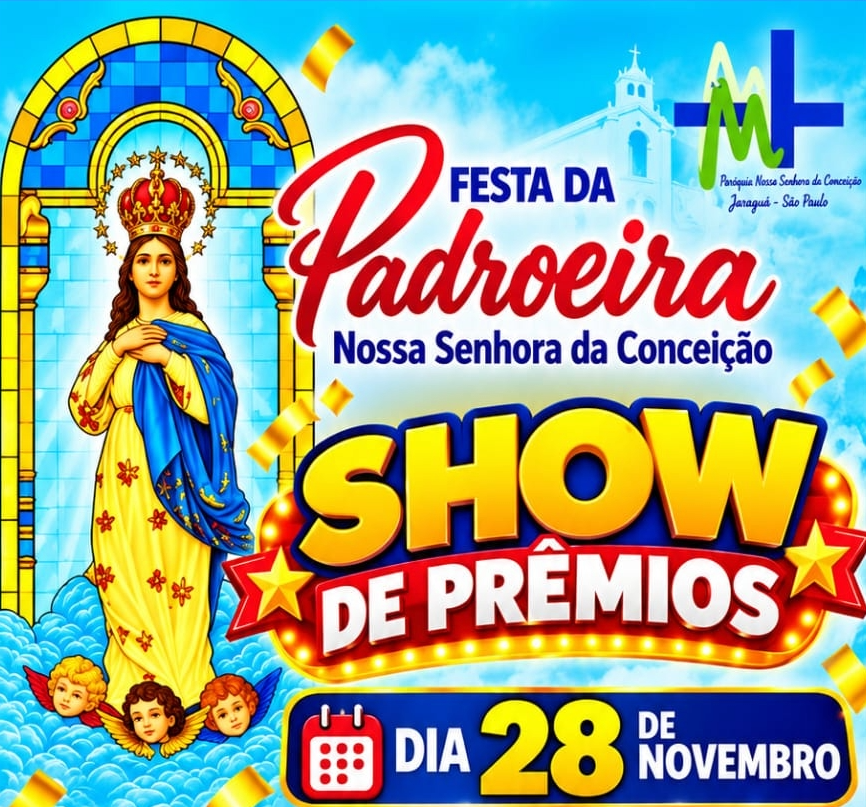 FESTA DA
Padroeira
Nossa Senhora da Conceição
Paróquia Nossa Senhora da Conceição
Jaraguá - São Paulo
SHOW
DE PRÊMIOS
DIA 28 DE NOVEMBRO